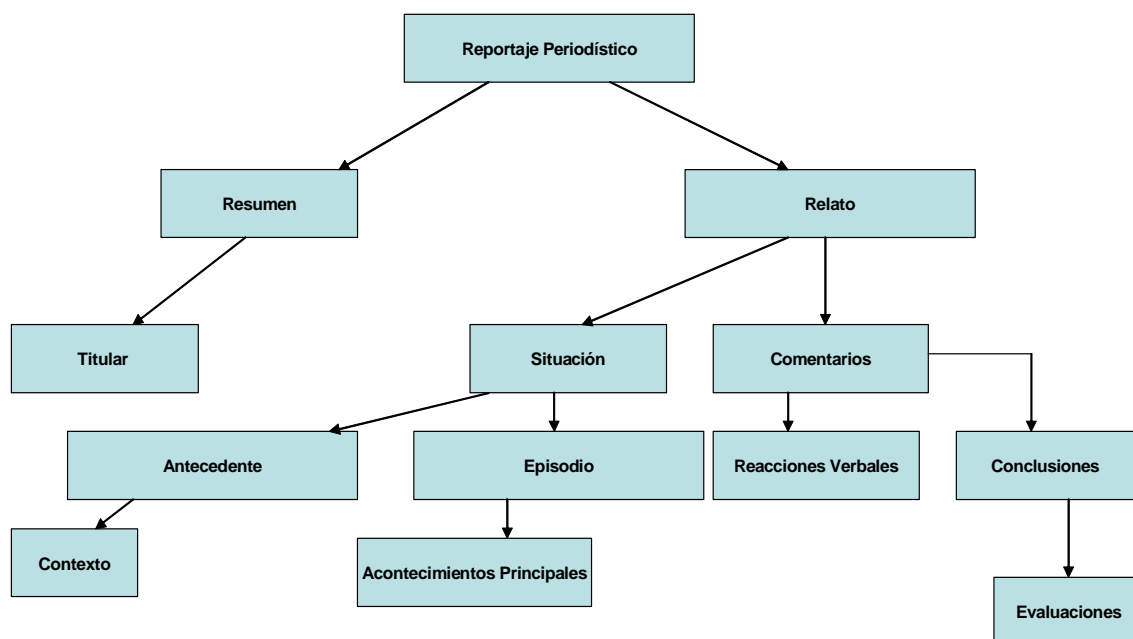 Reportaje Periodístico
Resumen
Relato
Titular
Situación
Comentarios
Antecedente
Episodio
Reacciones Verbales
Conclusiones
Contexto
Acontecimientos Principales
Evaluaciones